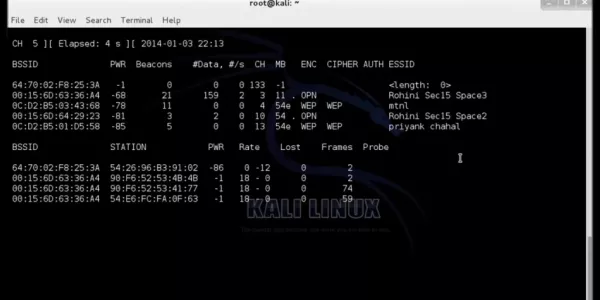 root@kali: ~
File Edit View Search Terminal Help
CH 5 ][ Elapsed: 4 s ][ 2014-01-03 22:13
BSSID PWR Beacons #Data, #/s CH MB ENC CIPHER AUTH ESSID
64:70:02:F8:25:3A -1 0 0 0 133 -1 <length: 0>
00:15:6D:63:36:A4 -68 21 159 2 3 11 . OPN Rohini Sec15 Space3
0C:D2:B5:03:43:68 -78 11 0 0 4 54e WEP WEP mtnl
00:15:6D:64:29:23 -81 3 2 0 10 54 . OPN Rohini Sec15 Space2
0C:D2:B5:01:D5:58 -85 5 0 0 13 54e WEP WEP priyank chahal
BSSID STATION PWR Rate Lost Frames Probe
64:70:02:F8:25:3A 54:26:96:B3:91:02 -86 0 -12 0 2
00:15:6D:63:36:A4 90:F6:52:53:4B:4B -1 18 - 0 0 2
00:15:6D:63:36:A4 90:F6:52:53:41:77 -1 18 - 0 0 74
00:15:6D:63:36:A4 54:E6:FC:FA:0F:63 -1 18 - 0 0 59
KALI LINUX